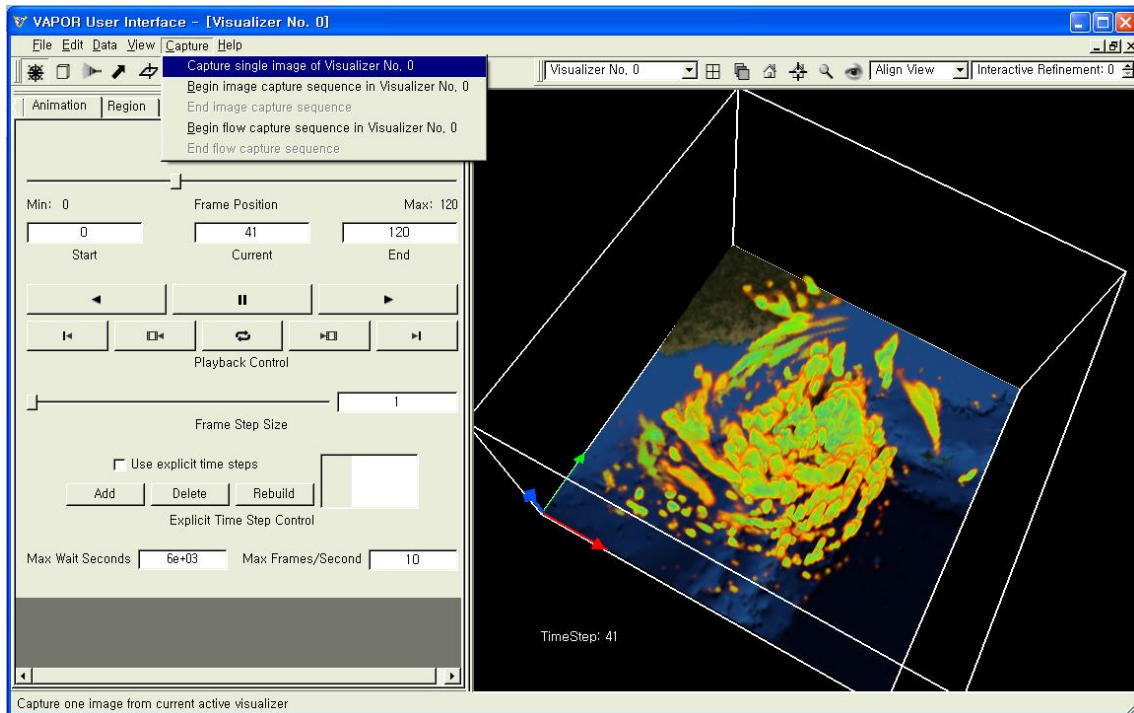 VAPOR User Interface - [Visualizer No. 0]
File Edit Data View Capture Help
Capture single image of Visualizer No. 0
Begin image capture sequence in Visualizer No. 0
End image capture sequence
Begin flow capture sequence in Visualizer No. 0
End flow capture sequence
Visualizer No. 0
Align View
Interactive Refinement: 0
Animation
Region
Min: 0
Frame Position
Max: 120
0
41
120
Start
Current
End
Playback Control
1
Frame Step Size
Use explicit time steps
Add
Delete
Rebuild
Explicit Time Step Control
Max Wait Seconds
6e+03
Max Frames/Second
10
TimeStep: 41
Capture one image from current active visualizer